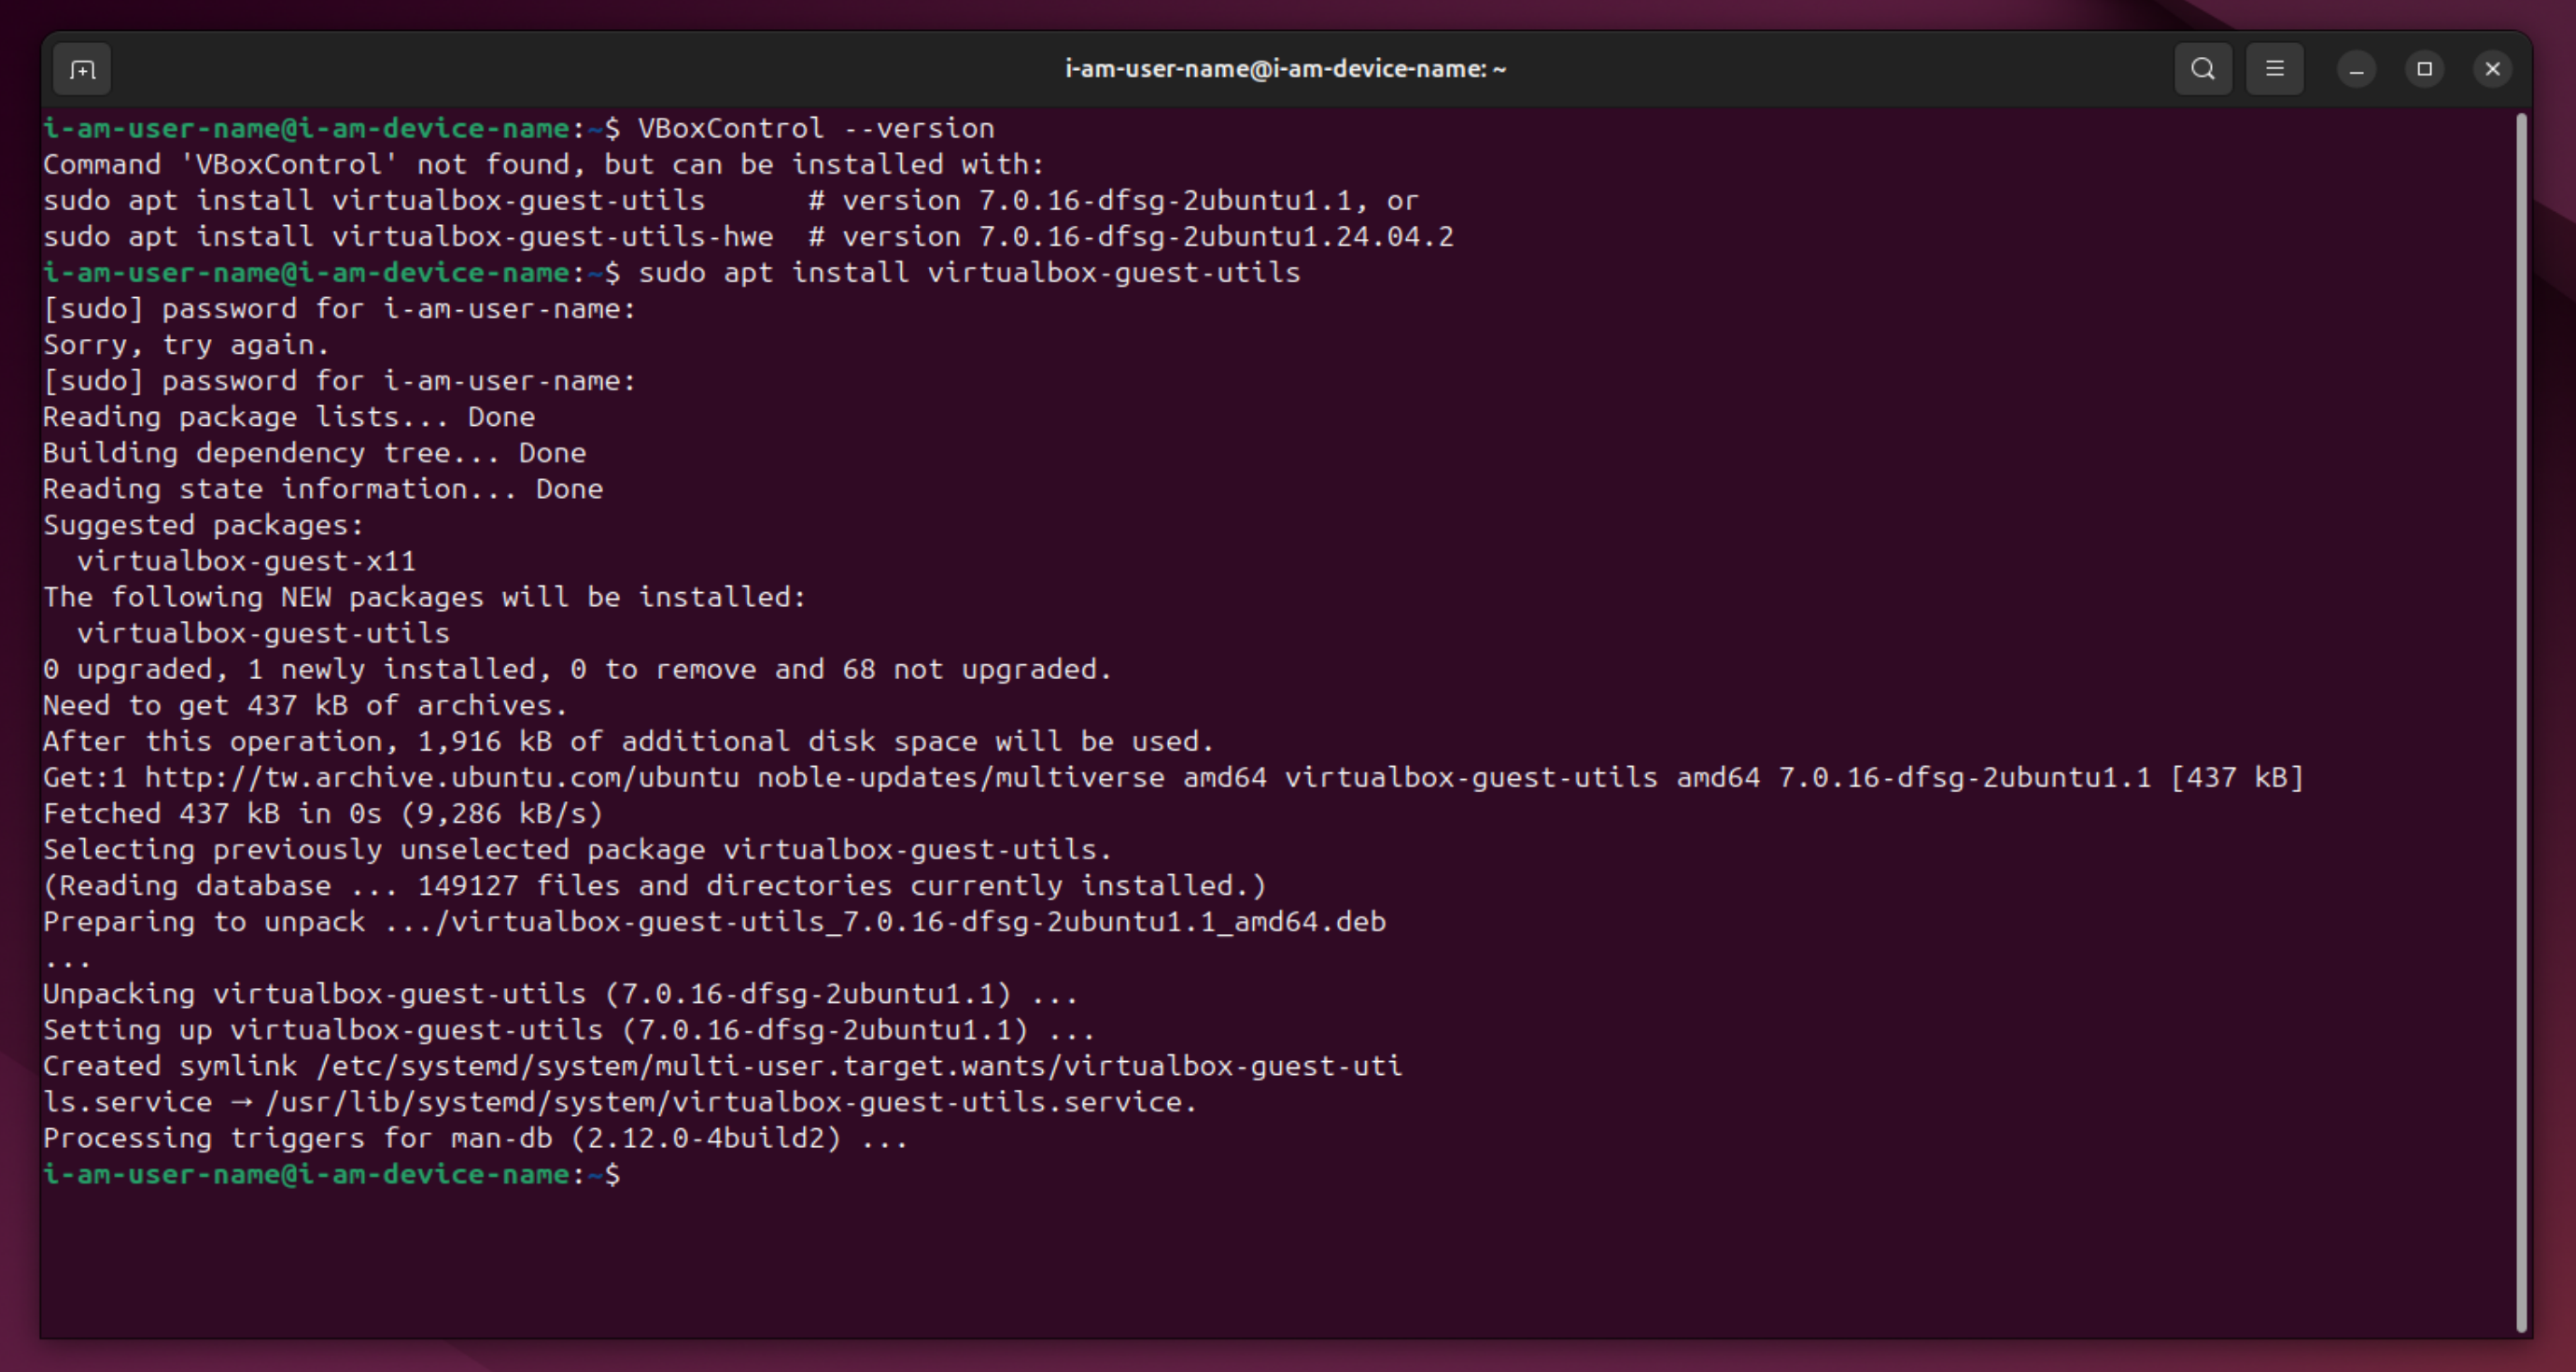 i-am-user-name@i-am-device-name: ~
i-am-user-name@i-am-device-name:~$ VBoxControl --version
Command 'VBoxControl' not found, but can be installed with:
sudo apt install virtualbox-guest-utils      # version 7.0.16-dfsg-2ubuntu1.1, or
sudo apt install virtualbox-guest-utils-hwe  # version 7.0.16-dfsg-2ubuntu1.24.04.2
i-am-user-name@i-am-device-name:~$ sudo apt install virtualbox-guest-utils
[sudo] password for i-am-user-name:
Sorry, try again.
[sudo] password for i-am-user-name:
Reading package lists... Done
Building dependency tree... Done
Reading state information... Done
Suggested packages:
  virtualbox-guest-x11
The following NEW packages will be installed:
  virtualbox-guest-utils
0 upgraded, 1 newly installed, 0 to remove and 68 not upgraded.
Need to get 437 kB of archives.
After this operation, 1,916 kB of additional disk space will be used.
Get:1 http://tw.archive.ubuntu.com/ubuntu noble-updates/multiverse amd64 virtualbox-guest-utils amd64 7.0.16-dfsg-2ubuntu1.1 [437 kB]
Fetched 437 kB in 0s (9,286 kB/s)
Selecting previously unselected package virtualbox-guest-utils.
(Reading database ... 149127 files and directories currently installed.)
Preparing to unpack .../virtualbox-guest-utils_7.0.16-dfsg-2ubuntu1.1_amd64.deb
...
Unpacking virtualbox-guest-utils (7.0.16-dfsg-2ubuntu1.1) ...
Setting up virtualbox-guest-utils (7.0.16-dfsg-2ubuntu1.1) ...
Created symlink /etc/systemd/system/multi-user.target.wants/virtualbox-guest-uti
ls.service → /usr/lib/systemd/system/virtualbox-guest-utils.service.
Processing triggers for man-db (2.12.0-4build2) ...
i-am-user-name@i-am-device-name:~$